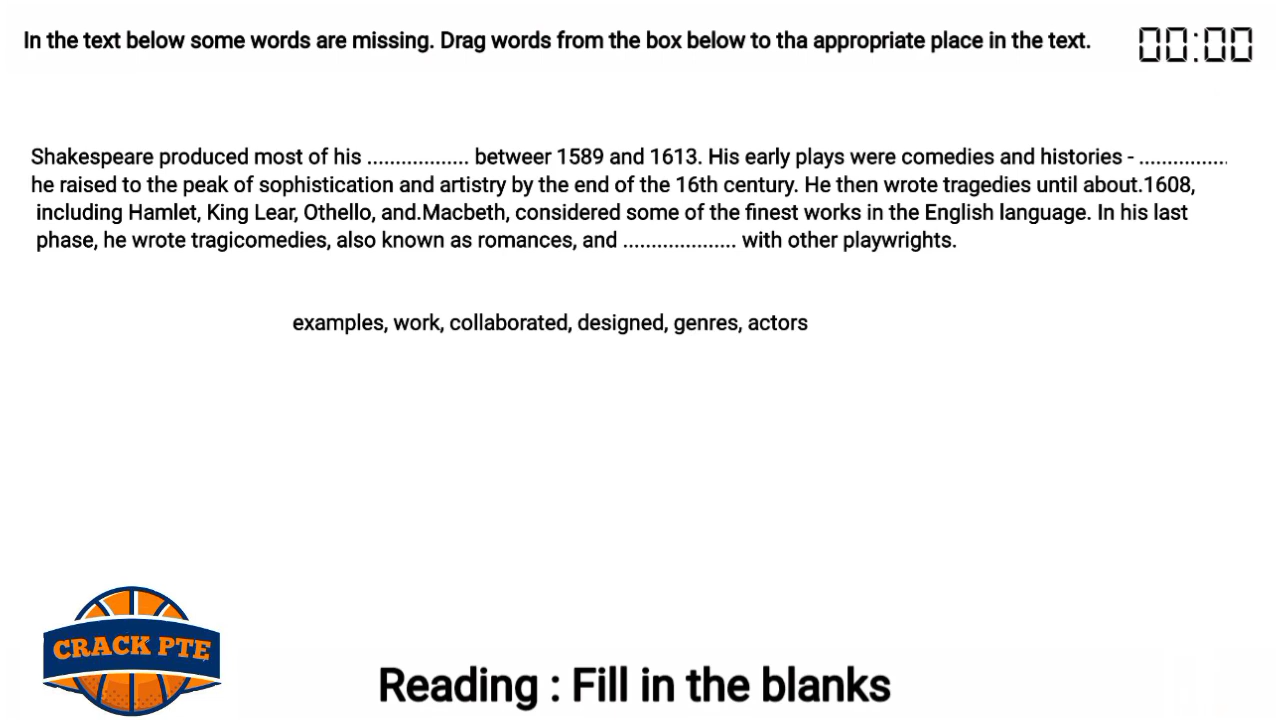 In the text below some words are missing. Drag words from the box below to tha appropriate place in the text.
00:00
Shakespeare produced most of his .................. betweer 1589 and 1613. His early plays were comedies and histories - ................
he raised to the peak of sophistication and artistry by the end of the 16th century. He then wrote tragedies until about.1608,
including Hamlet, King Lear, Othello, and.Macbeth, considered some of the finest works in the English language. In his last
phase, he wrote tragicomedies, also known as romances, and .................... with other playwrights.
examples, work, collaborated, designed, genres, actors
CRACK PTE
Reading : Fill in the blanks